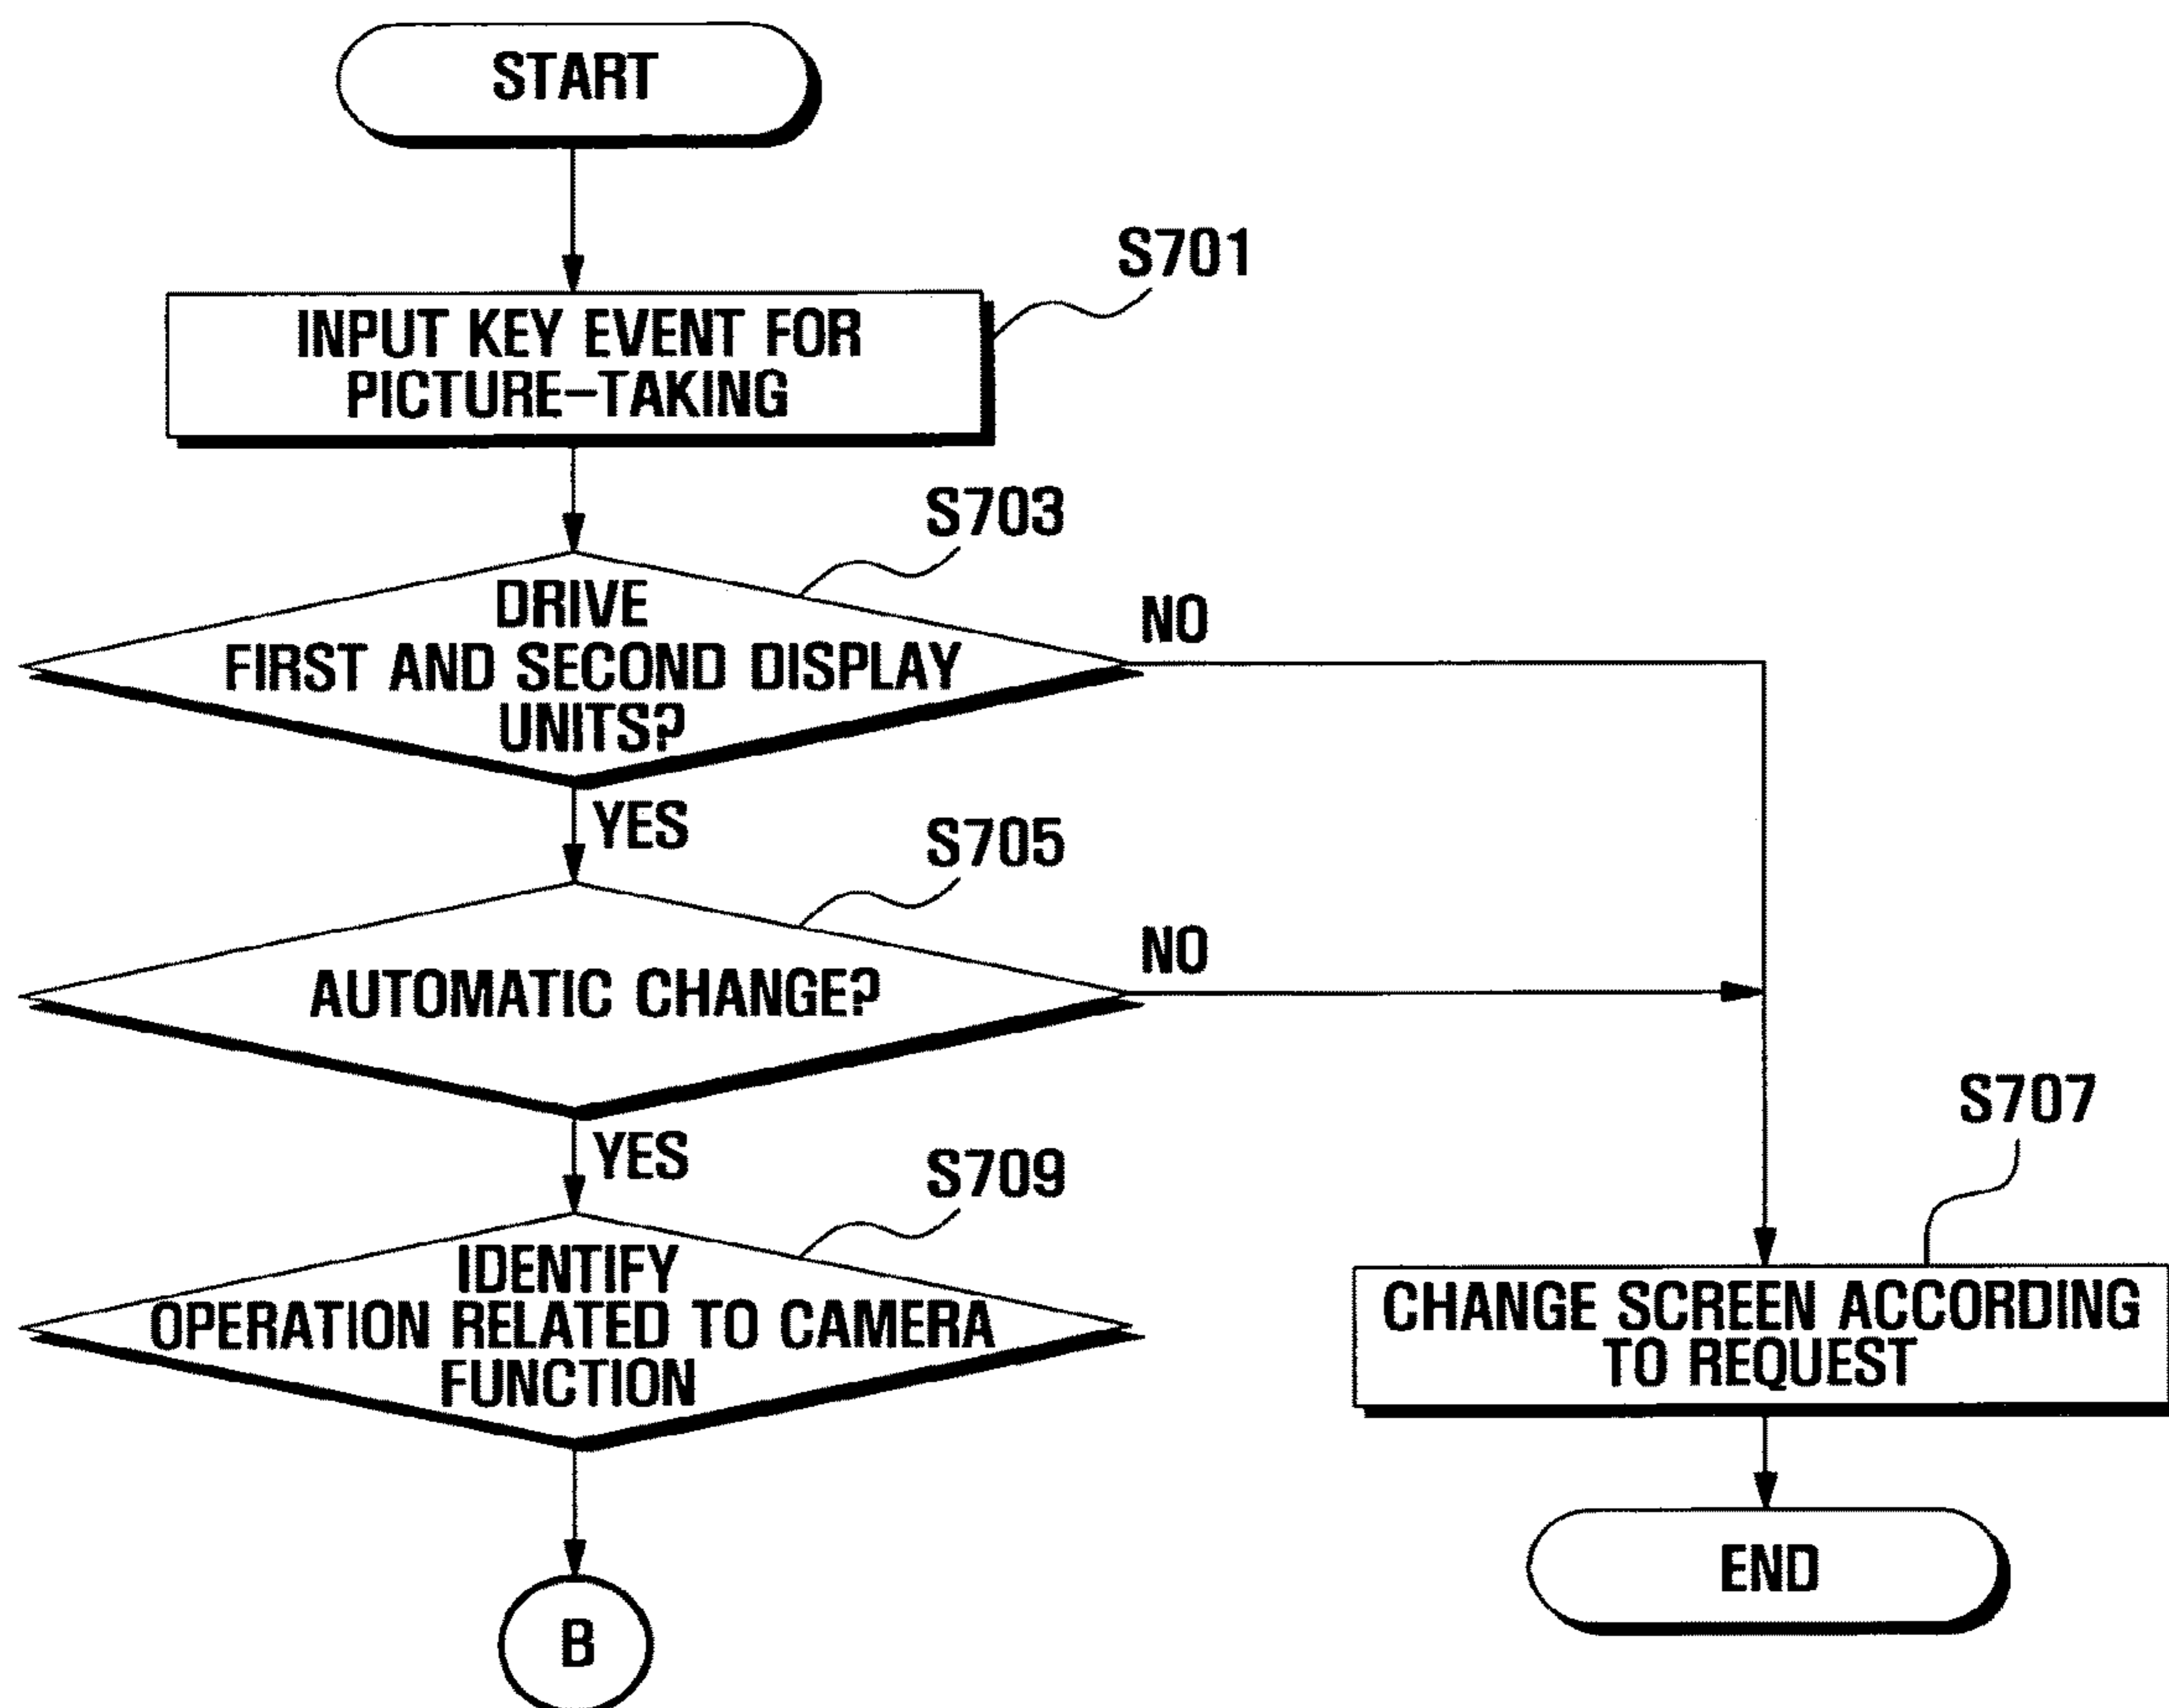 START
S701
INPUT KEY EVENT FOR
PICTURE-TAKING
S703
DRIVE
FIRST AND SECOND DISPLAY
UNITS?
NO
YES
S705
AUTOMATIC CHANGE?
NO
YES
S709
IDENTIFY
OPERATION RELATED TO CAMERA
FUNCTION
S707
CHANGE SCREEN ACCORDING
TO REQUEST
END
B